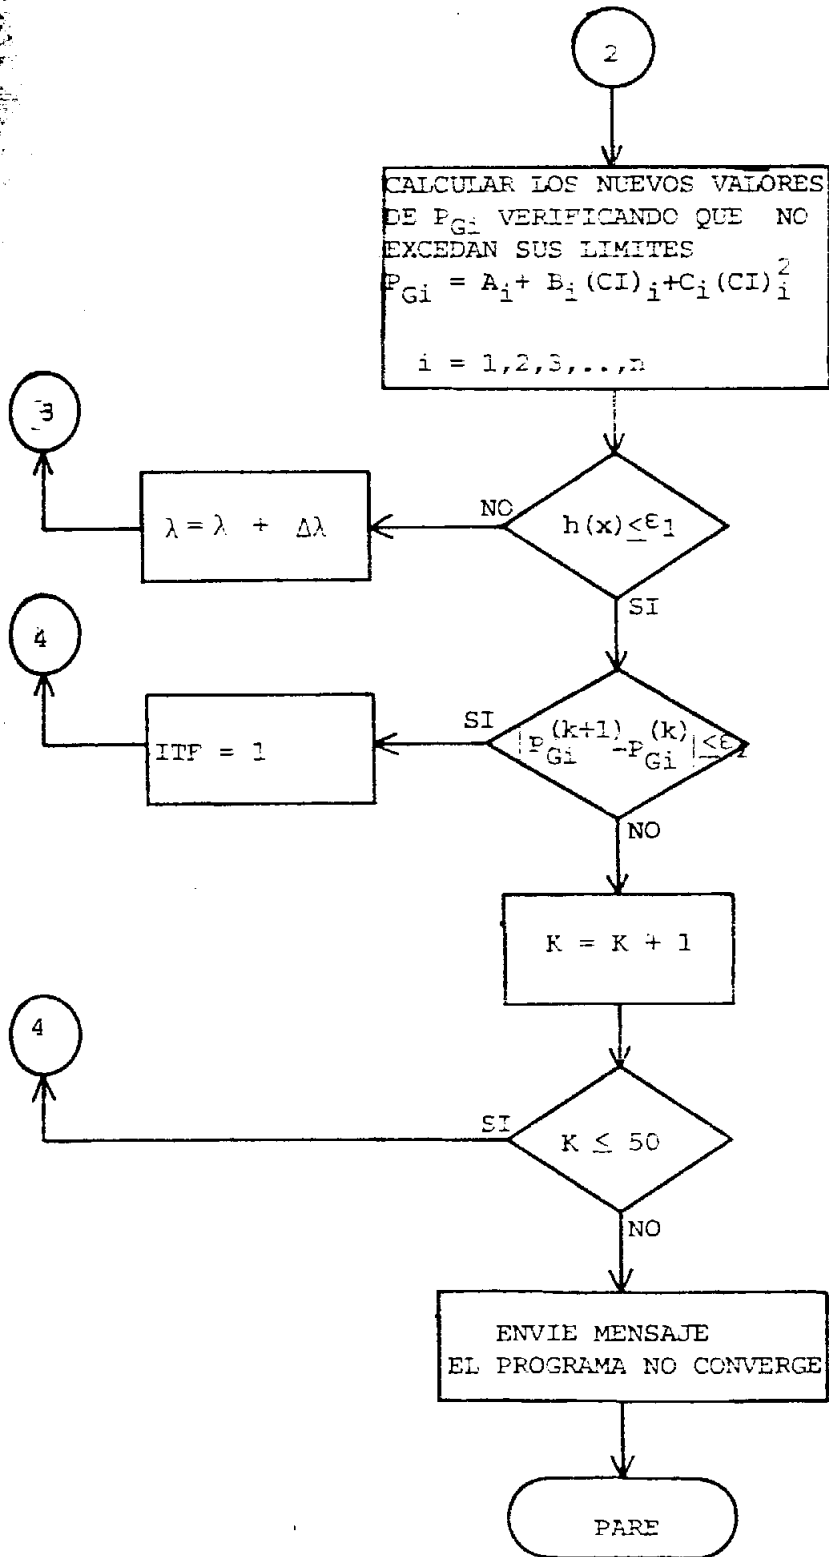 2
CALCULAR LOS NUEVOS VALORES
DE P_Gi VERIFICANDO QUE NO
EXCEDAN SUS LIMITES
P_Gi = A_i + B_i (CI)_i + C_i (CI)_i^2
i = 1,2,3,..,n
3
λ = λ + Δλ
NO
h(x) ≤ ε_1
SI
4
ITF = 1
SI
|P_Gi^(k+1) - P_Gi^(k)| ≤ ε
NO
K = K + 1
4
SI
K ≤ 50
NO
ENVIE MENSAJE
EL PROGRAMA NO CONVERGE
PARE